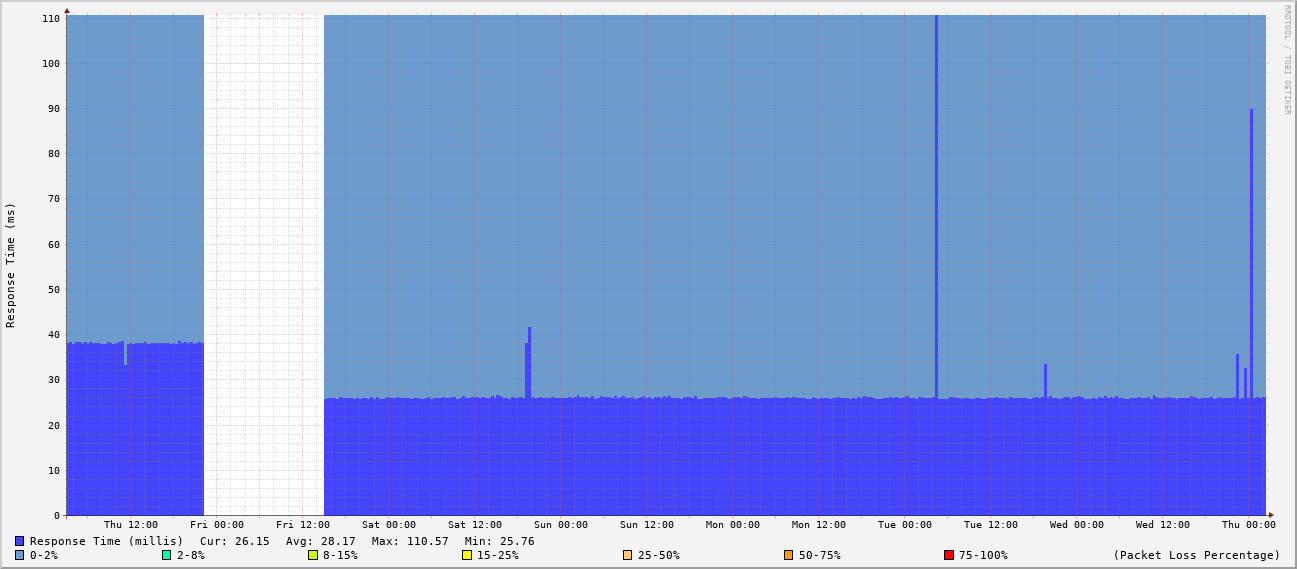 RRDTOOL / TOBI OETIKER
Response Time (ms)
110
100
90
80
70
60
50
40
30
20
10
0
Thu 12:00 Fri 00:00 Fri 12:00 Sat 00:00 Sat 12:00 Sun 00:00 Sun 12:00 Mon 00:00 Mon 12:00 Tue 00:00 Tue 12:00 Wed 00:00 Wed 12:00 Thu 00:00
Response Time (millis) Cur: 26.15 Avg: 28.17 Max: 110.57 Min: 25.76
0-2% 2-8% 8-15% 15-25% 25-50% 50-75% 75-100% (Packet Loss Percentage)